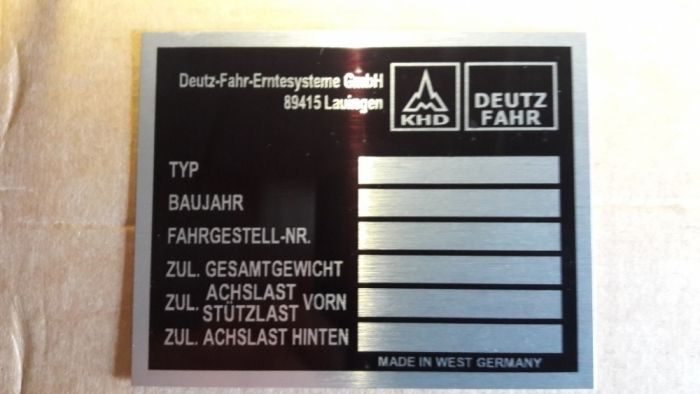 Deutz-Fahr-Erntesysteme GmbH
89415 Lauingen
KHD
DEUTZ
FAHR
TYP
BAUJAHR
FAHRGESTELL-NR.
ZUL. GESAMTGEWICHT
ZUL. ACHSLAST STÜTZLAST VORN
ZUL. ACHSLAST HINTEN
MADE IN WEST GERMANY